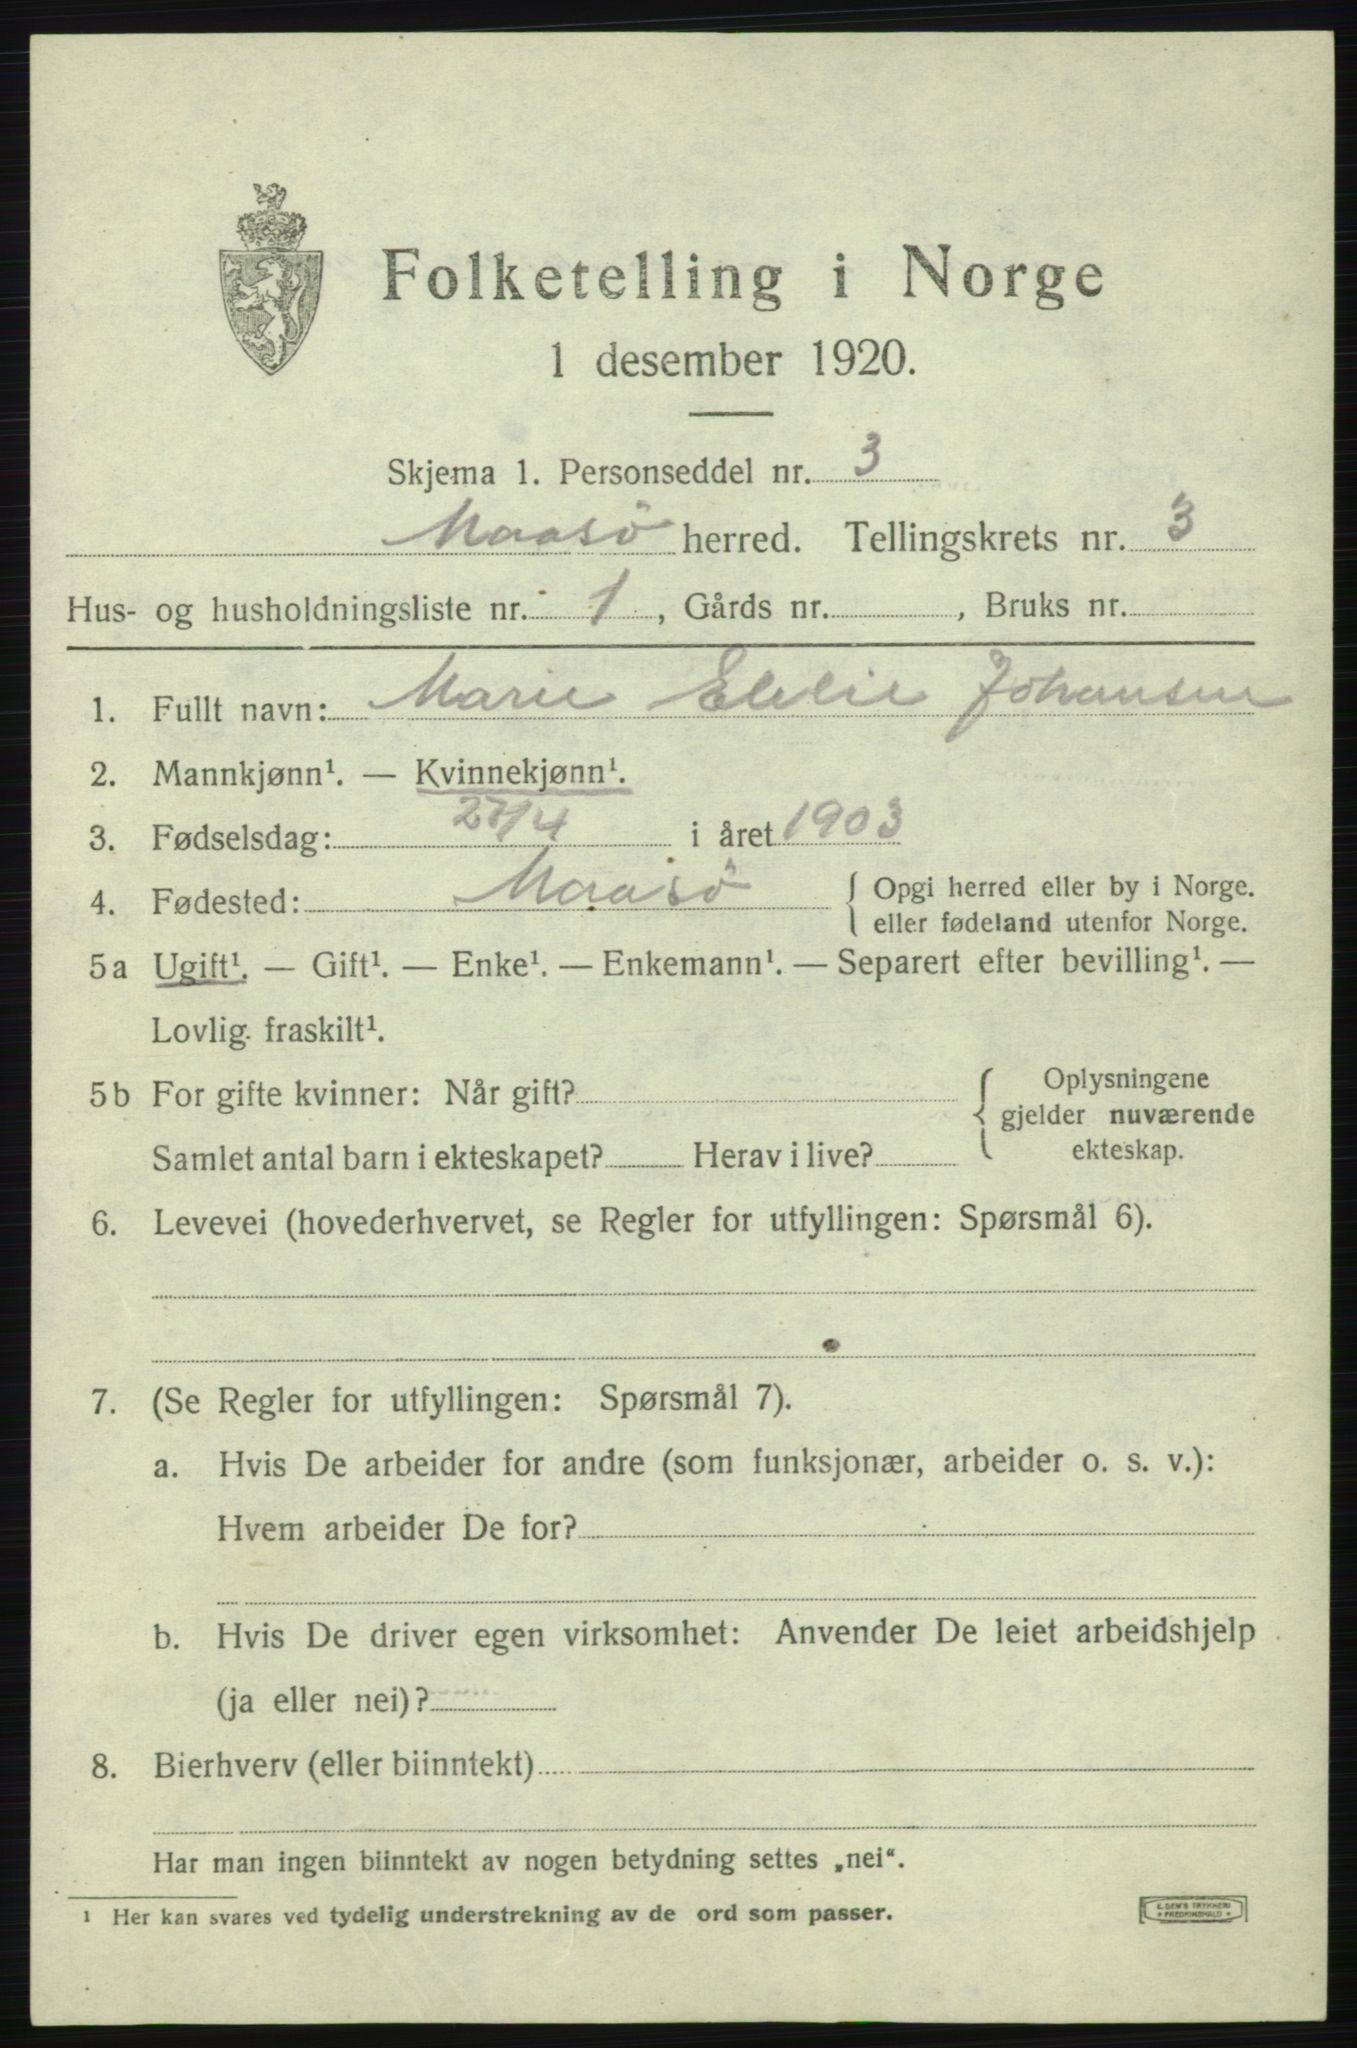 Folketelling i Norge
1 desember 1920.
Skjema 1. Personseddel nr. 3
Maasö herred. Tellingskrets nr. 3
Hus- og husholdningsliste nr. 1, Gårds nr. , Bruks nr.
1. Fullt navn: Marie Johansen
2. Mannkjønn¹. — Kvinnekjønn¹.
3. Fødselsdag: 27/4 i året 1903
4. Fødested: Maasö { Opgi herred eller by i Norge.
eller fødeland utenfor Norge.
5a Ugift¹. — Gift¹. — Enke¹. — Enkemann¹. — Separert efter bevilling¹. —
Lovlig fraskilt¹.
5b For gifte kvinner: Når gift?
Samlet antal barn i ekteskapet? Herav i live?
{ Oplysningene
gjelder nuværende
ekteskap.
6. Levevei (hovederhvervet, se Regler for utfyllingen: Spørsmål 6).
7. (Se Regler for utfyllingen: Spørsmål 7).
a. Hvis De arbeider for andre (som funksjonær, arbeider o. s. v.):
Hvem arbeider De for?
b. Hvis De driver egen virksomhet: Anvender De leiet arbeidshjelp
(ja eller nei)?
8. Bierhverv (eller biinntekt)
Har man ingen biinntekt av nogen betydning settes „nei“.
¹ Her kan svares ved tydelig understrekning av de ord som passer.
E. SEM'S TRYKKERI
FREDRIKSHALD